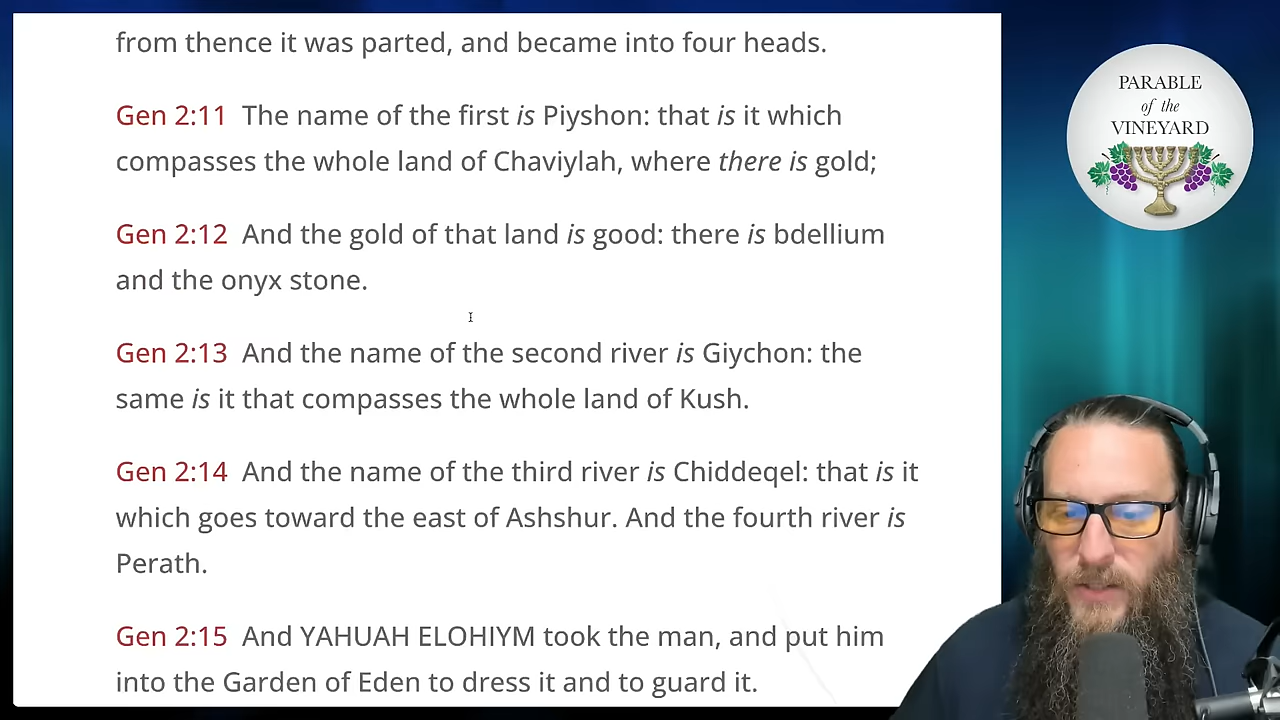 from thence it was parted, and became into four heads.
Gen 2:11 The name of the first is Piyshon: that is it which
compasses the whole land of Chaviylah, where there is gold;
Gen 2:12 And the gold of that land is good: there is bdellium
and the onyx stone.
Gen 2:13 And the name of the second river is Giychon: the
same is it that compasses the whole land of Kush.
Gen 2:14 And the name of the third river is Chiddeqel: that is it
which goes toward the east of Ashshur. And the fourth river is
Perath.
Gen 2:15 And YAHUAH ELOHIYM took the man, and put him
into the Garden of Eden to dress it and to guard it.
PARABLE
of the
VINEYARD